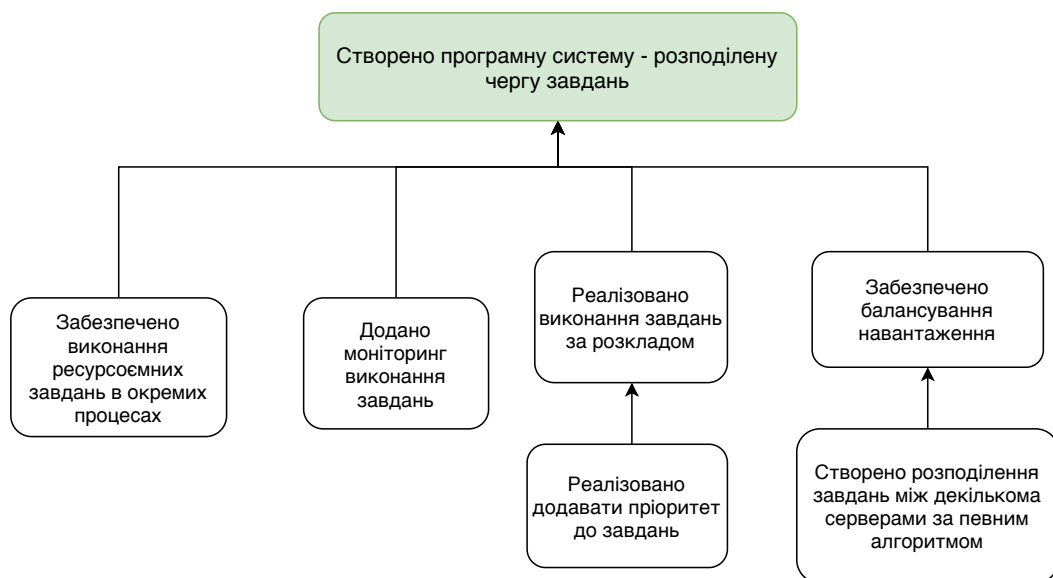 Створено програмну систему - розподілену
чергу завдань
Забезпечено
виконання
ресурсоємних
завдань в окремих
процесах
Додано
моніторинг
виконання
завдань
Реалізовано
виконання завдань
за розкладом
Забезпечено
балансування
навантаження
Реалізовано
додавати пріоритет
до завдань
Створено розподілення
завдань між декількома
серверами за певним
алгоритмом